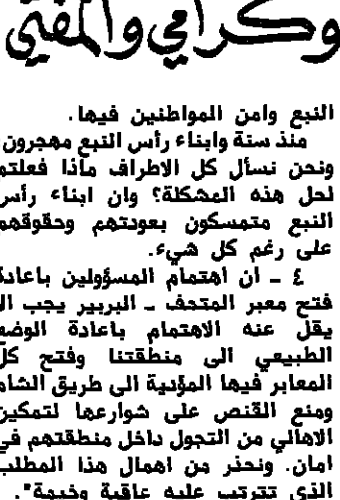 وكرامي والمفتي
النبع وامن المواطنين فيها.
منذ سنة وابناء رأس النبع مهجرون
ونحن نسأل كل الاطراف ماذا فعلتم
لحل هذه المشكلة؟ وان ابناء رأس
النبع متمسكون بعودتهم وحقوقهم
على رغم كل شيء.
٤ ـ ان اهتمام المسؤولين باعادة
فتح معبر المتحف ـ البربير يجب الا
يقل عنه الاهتمام باعادة الوضع
الطبيعي الى منطقتنا وفتح كل
المعابر فيها المؤدية الى طريق الشام
ومنع القنص على شوارعها لتمكين
الاهالي من التجول داخل منطقتهم في
امان. ونحذر من اهمال هذا المطلب
الذي تترتب عليه عاقبة وخيمة".